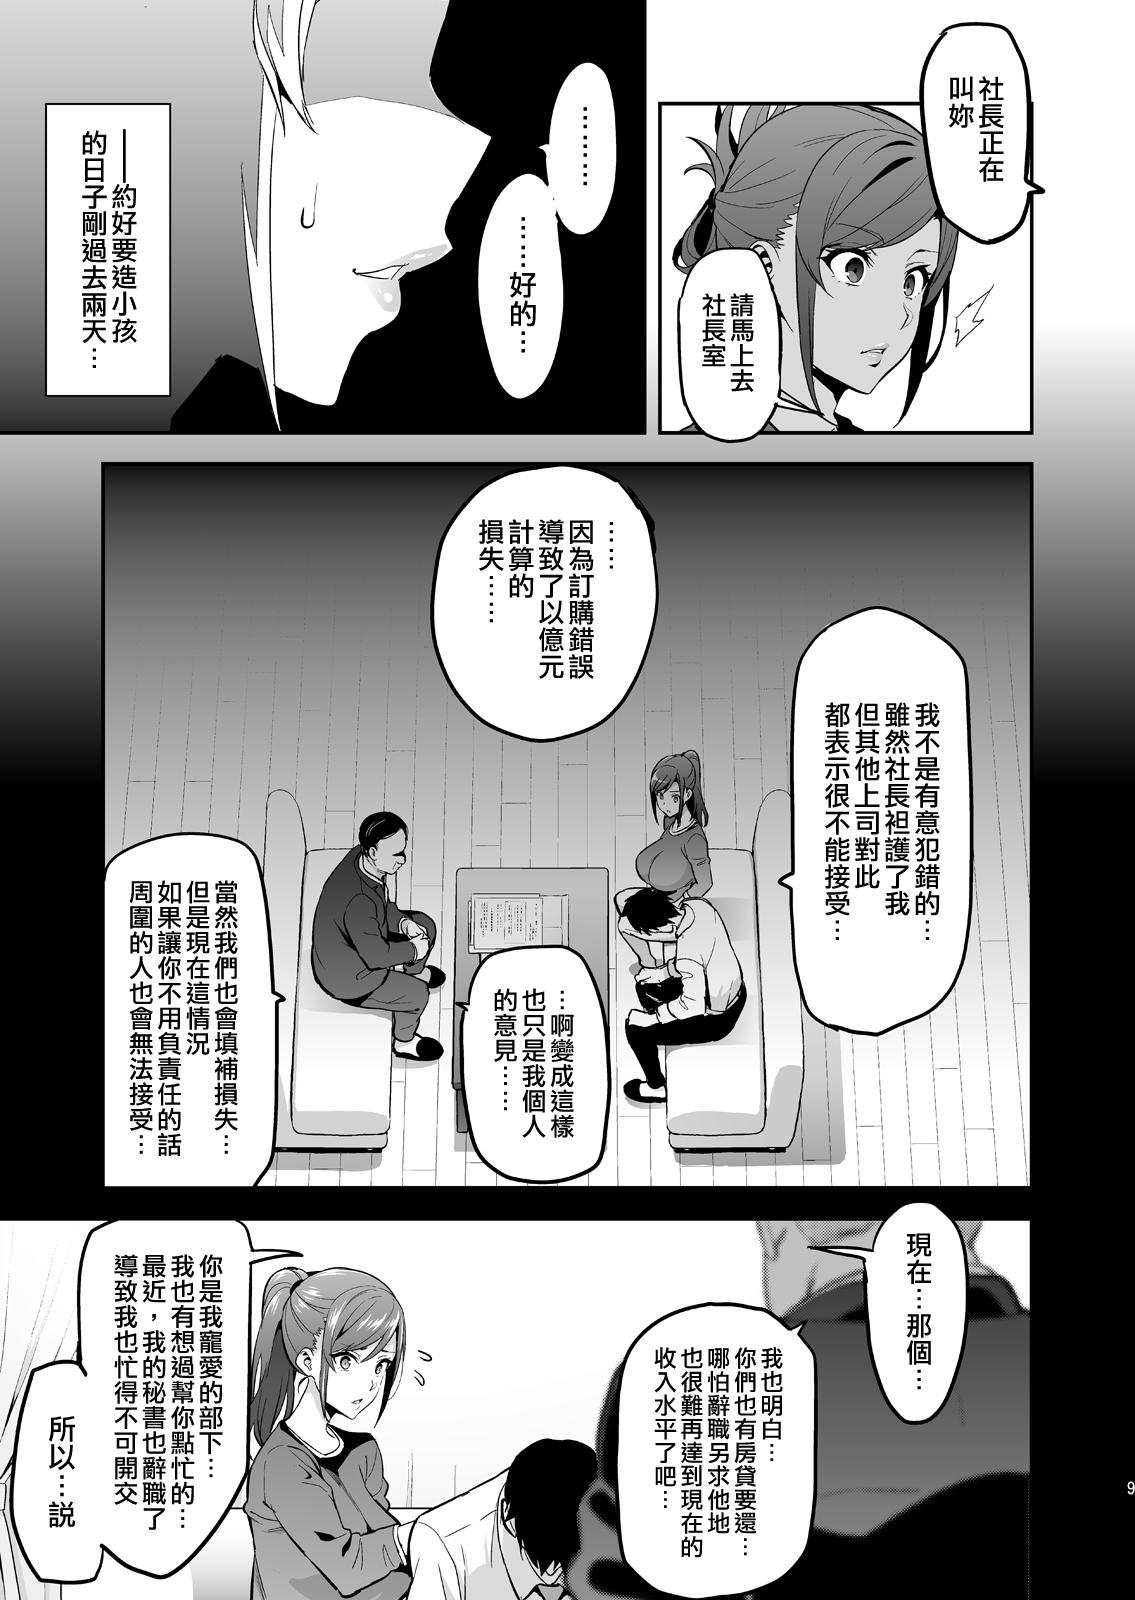 社長正在
叫妳
請馬上去
社長室
………
……好的…
──約好要造小孩
的日子剛過去兩天…
……
因為訂購錯誤
導致了以億元
計算的
損失……
我不是有意犯錯的…
雖然社長袒護了我
但其他上司對此
都表示很不能接受…
…啊變成這樣
也只是我個人
的意見……
當然我們也會填補損失…
但是現在這情況
如果讓你不用負責任的話
周圍的人也會無法接受…
現在…那個…
我也明白…
你們也有房貸要還…
哪怕辭職另求他地
也很難再達到現在的
收入水平了吧…
你是我寵愛的部下…
我也有想過幫你點忙的…
最近，我的秘書也辭職了
導致我也忙得不可開交
所以…説
9